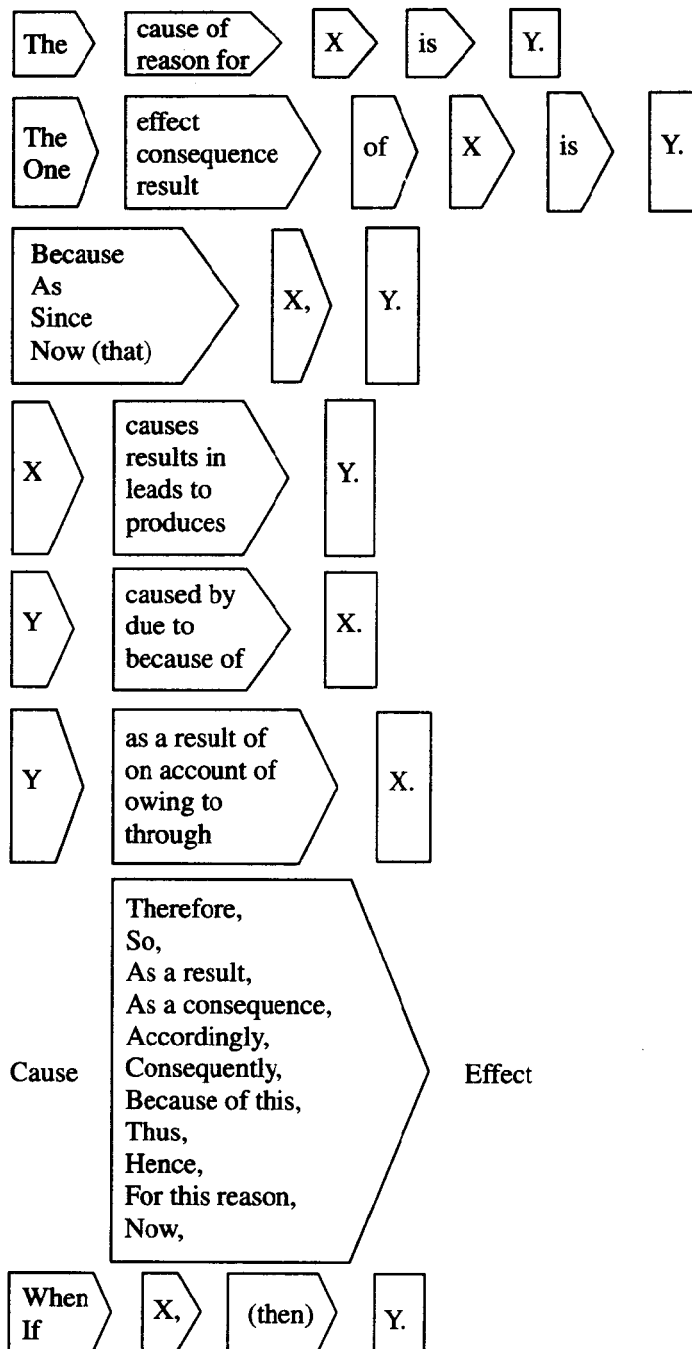 The cause of reason for X is Y.
The One effect consequence result of X is Y.
Because
As
Since
Now (that)
X, Y.
X
causes
results in
leads to
produces
Y.
Y
caused by
due to
because of
X.
Y
as a result of
on account of
owing to
through
X.
Cause
Therefore,
So,
As a result,
As a consequence,
Accordingly,
Consequently,
Because of this,
Thus,
Hence,
For this reason,
Now,
Effect
When
If
X, (then) Y.